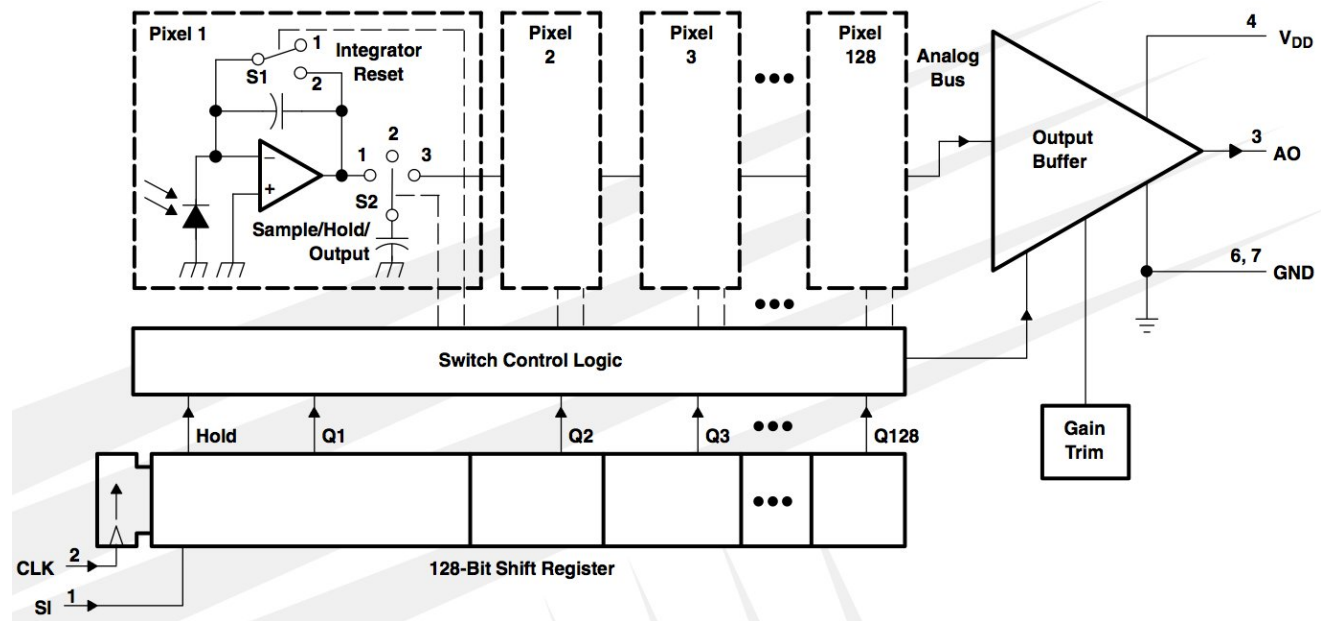 Pixel 1
1
Integrator
Reset
S1
2
2
1
3
S2
Sample/Hold/
Output
−
+
Pixel
2
Pixel
3
Pixel
128
Analog
Bus
Output
Buffer
4
VDD
3
AO
6, 7
GND
Switch Control Logic
Gain
Trim
Hold
Q1
Q2
Q3
Q128
CLK
2
SI
1
128-Bit Shift Register